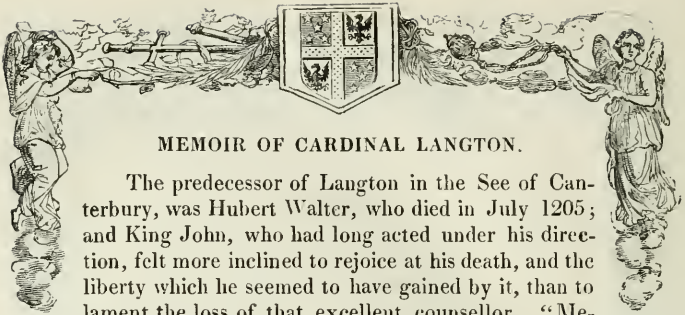 MEMOIR OF CARDINAL LANGTON.
The predecessor of Langton in the See of Can-
terbury, was Hubert Walter, who died in July 1205;
and King John, who had long acted under his direc-
tion, felt more inclined to rejoice at his death, and the
liberty which he seemed to have gained by it, than to
lament the loss of that excellent counsellor. "Me-